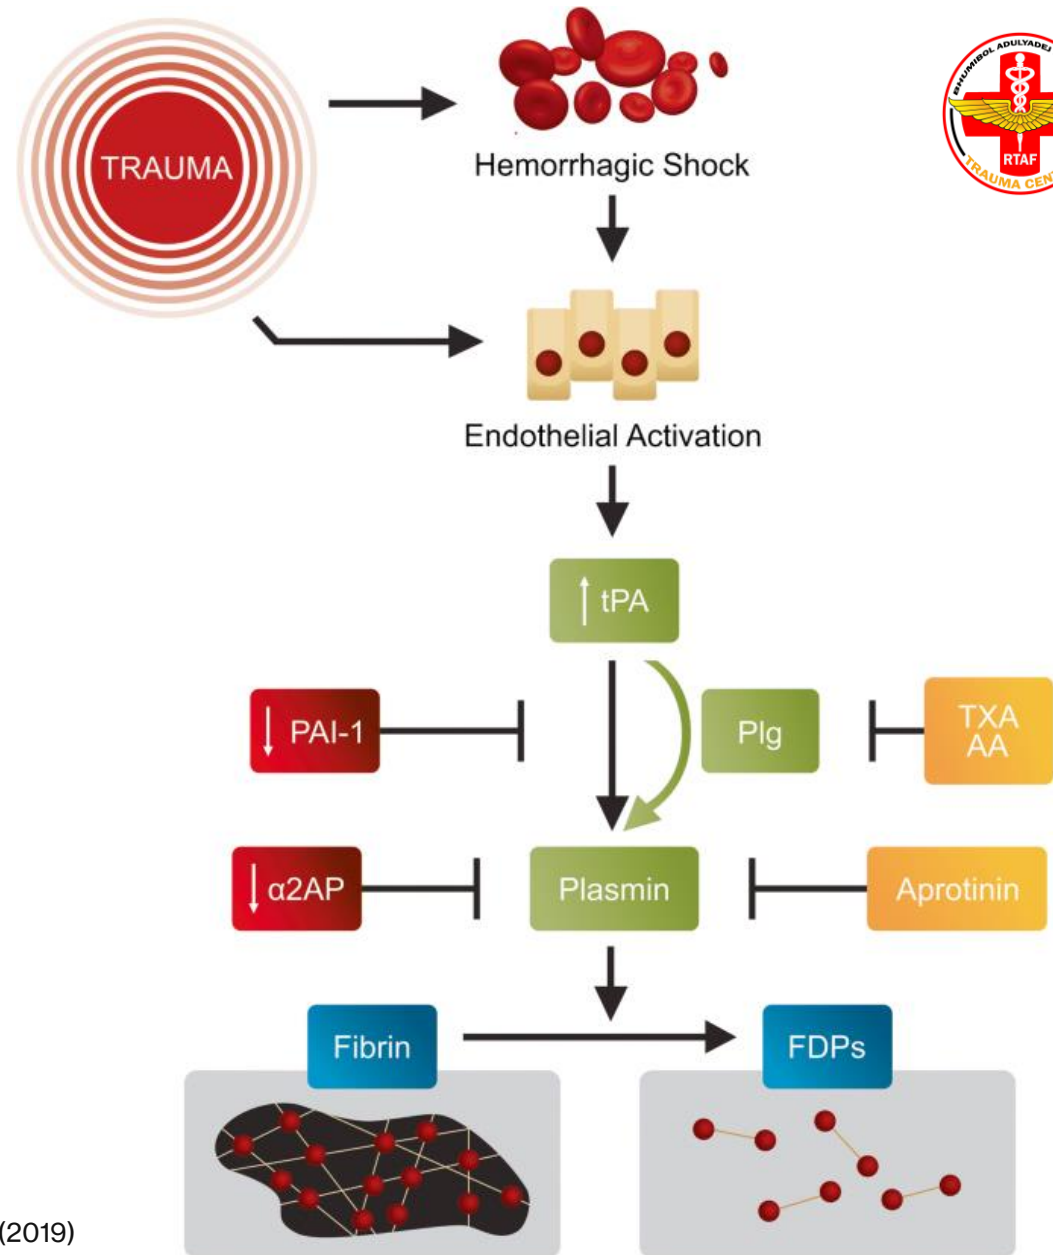 TRAUMA
Hemorrhagic Shock
BHUMIBOL ADULYADEJ
RTAF
TRAUMA CENT
Endothelial Activation
↑ tPA
↓ PAI-1
Plg
TXA
AA
↓ α2AP
Plasmin
Aprotinin
Fibrin
FDPs
(2019)